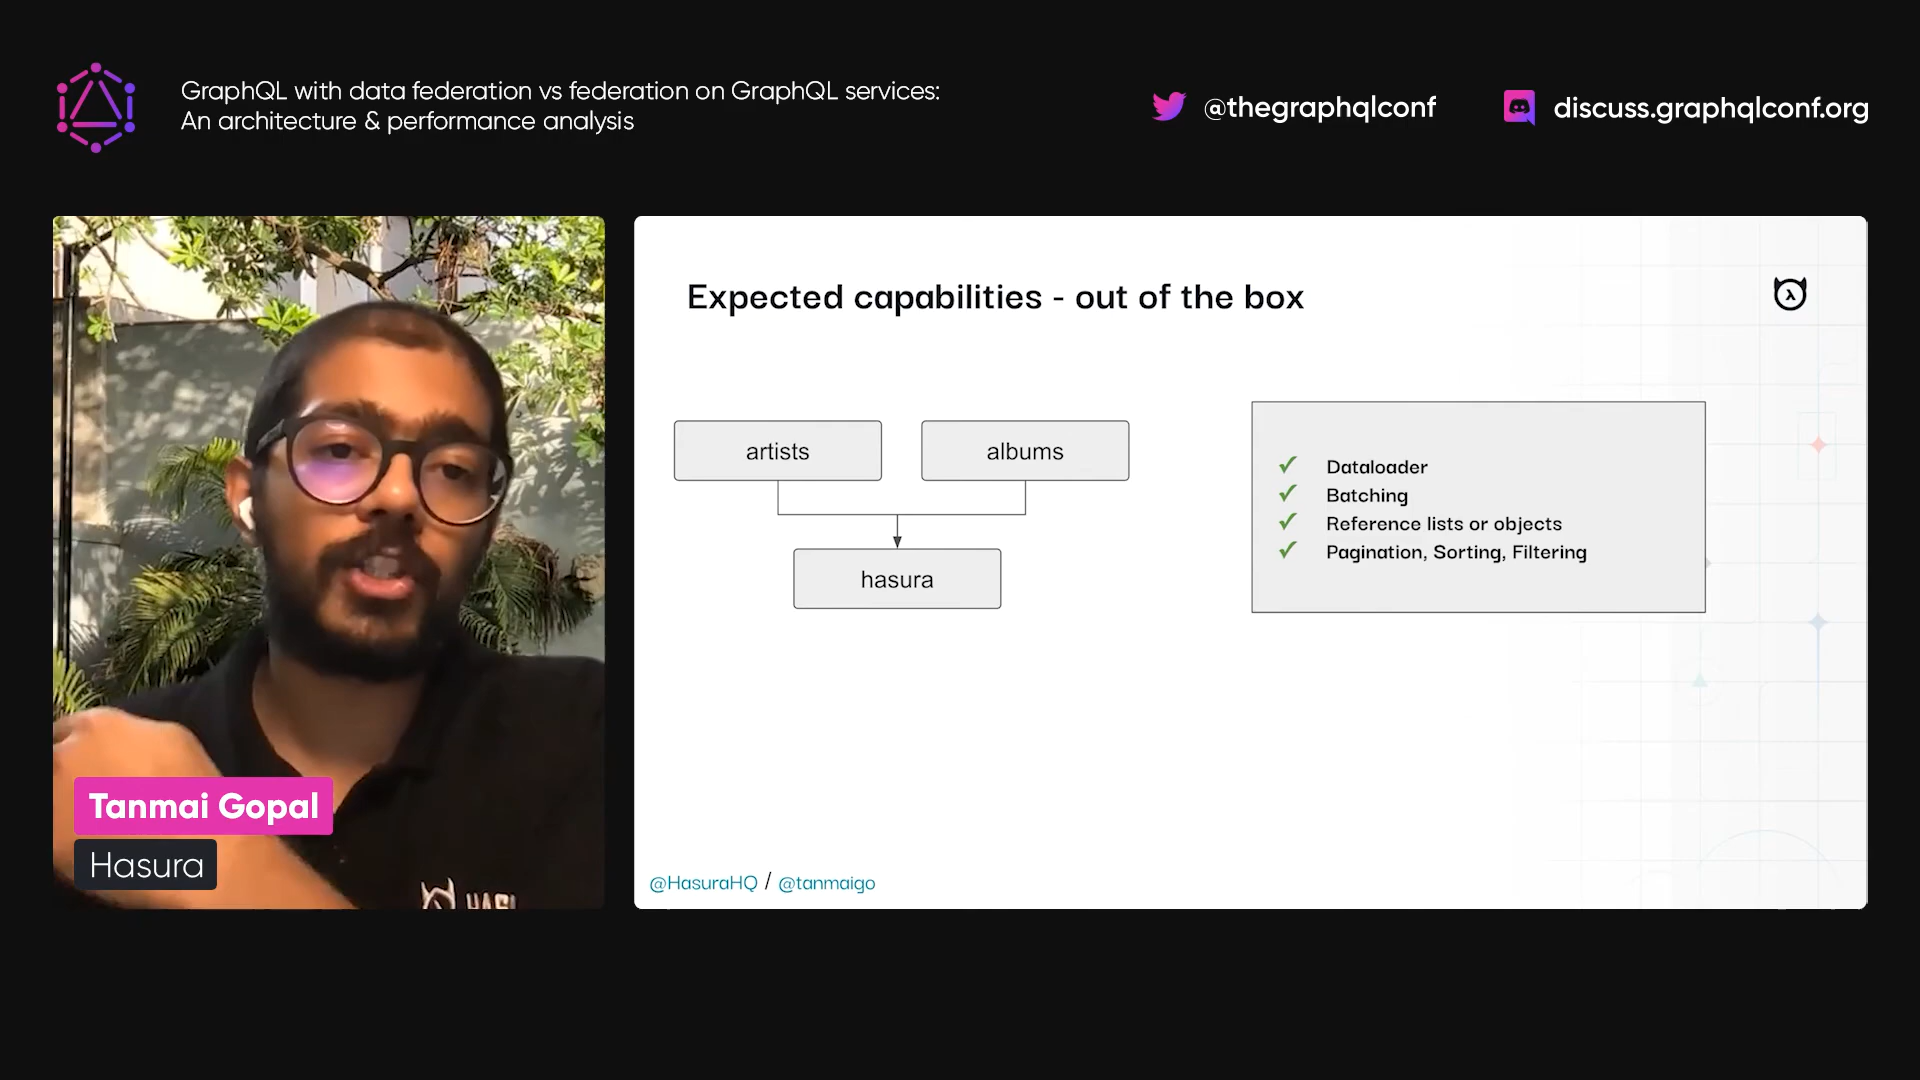 GraphQL with data federation vs federation on GraphQL services:
An architecture & performance analysis
@thegraphqlconf
discuss.graphqlconf.org
Tanmai Gopal
Hasura
Expected capabilities - out of the box
artists
albums
hasura
✓ Dataloader
✓ Batching
✓ Reference lists or objects
✓ Pagination, Sorting, Filtering
@HasuraHQ / @tanmaigo